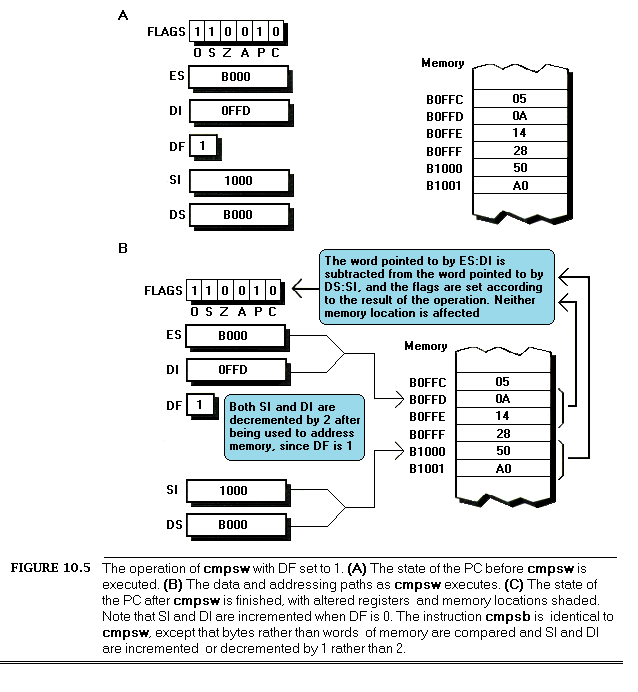 A
FLAGS 1 1 0 0 1 0
O S Z A P C
ES B000
DI 0FFD
DF 1
SI 1000
DS B000
Memory
B0FFC 05
B0FFD 0A
B0FFE 14
B0FFF 28
B1000 50
B1001 A0
B
The word pointed to by ES:DI is
subtracted from the word pointed to by
DS:SI, and the flags are set according
to the result of the operation. Neither
memory location is affected
FLAGS 1 1 0 0 1 0
O S Z A P C
ES B000
DI 0FFD
DF 1
Both SI and DI are
decremented by 2 after
being used to address
memory, since DF is 1
SI 1000
DS B000
Memory
B0FFC 05
B0FFD 0A
B0FFE 14
B0FFF 28
B1000 50
B1001 A0
FIGURE 10.5 The operation of cmpsw with DF set to 1. (A) The state of the PC before cmpsw is
executed. (B) The data and addressing paths as cmpsw executes. (C) The state of
the PC after cmpsw is finished, with altered registers and memory locations shaded.
Note that SI and DI are incremented when DF is 0. The instruction cmpsb is identical to
cmpsw, except that bytes rather than words of memory are compared and SI and DI
are incremented or decremented by 1 rather than 2.